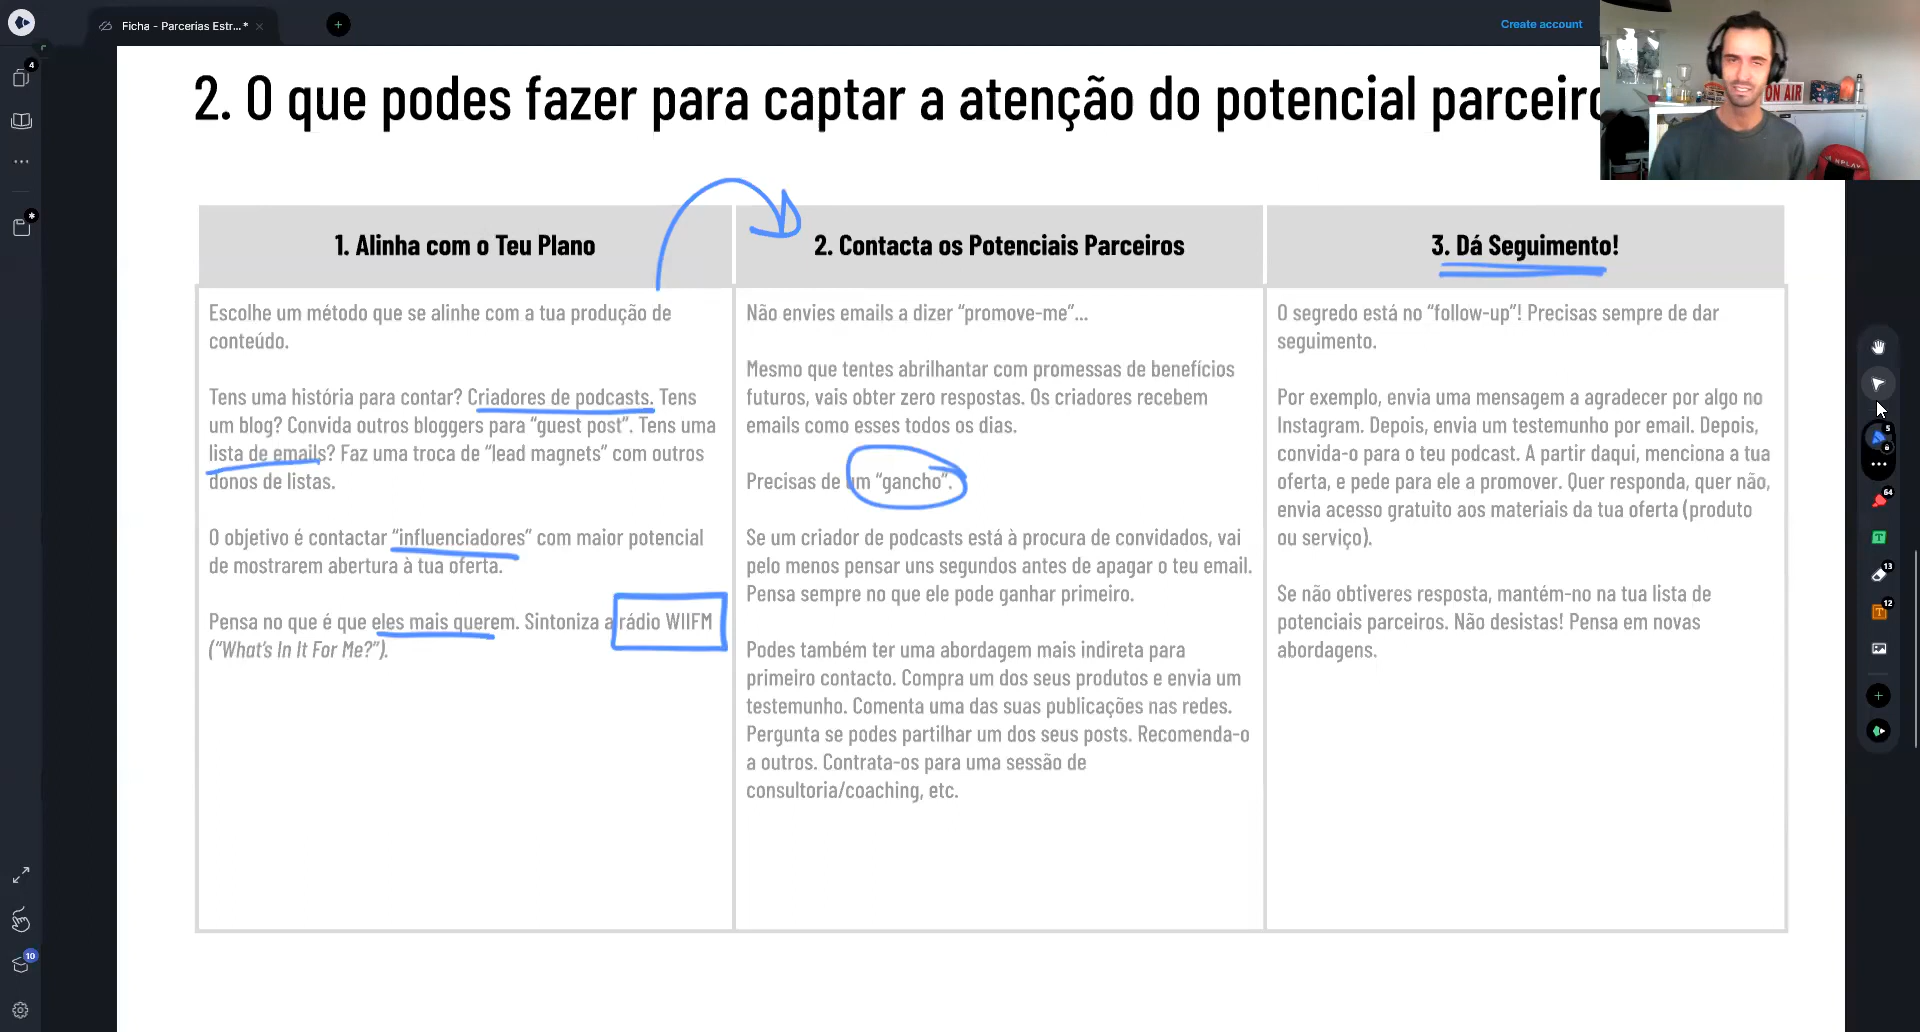 Ficha - Parcerias Estr...*
Create account
4
2. O que podes fazer para captar a atenção do potencial parceiro
ON AIR
1. Alinha com o Teu Plano
Escolhe um método que se alinhe com a tua produção de
conteúdo.
Tens uma história para contar? Criadores de podcasts. Tens
um blog? Convida outros bloggers para “guest post”. Tens uma
lista de emails? Faz uma troca de “lead magnets” com outros
donos de listas.
O objetivo é contactar “influenciadores” com maior potencial
de mostrarem abertura à tua oferta.
Pensa no que é que eles mais querem. Sintoniza a rádio WIIFM
(“What's In It For Me?”).
2. Contacta os Potenciais Parceiros
Não envies emails a dizer “promove-me”...
Mesmo que tentes abrilhantar com promessas de benefícios
futuros, vais obter zero respostas. Os criadores recebem
emails como esses todos os dias.
Precisas de um “gancho”.
Se um criador de podcasts está à procura de convidados, vai
pelo menos pensar uns segundos antes de apagar o teu email.
Pensa sempre no que ele pode ganhar primeiro.
Podes também ter uma abordagem mais indireta para
primeiro contacto. Compra um dos seus produtos e envia um
testemunho. Comenta uma das suas publicações nas redes.
Pergunta se podes partilhar um dos seus posts. Recomenda-o
a outros. Contrata-os para uma sessão de
consultoria/coaching, etc.
3. Dá Seguimento!
O segredo está no “follow-up”! Precisas sempre de dar
seguimento.
Por exemplo, envia uma mensagem a agradecer por algo no
Instagram. Depois, envia um testemunho por email. Depois,
convida-o para o teu podcast. A partir daqui, menciona a tua
oferta, e pede para ele a promover. Quer responda, quer não,
envia acesso gratuito aos materiais da tua oferta (produto
ou serviço).
Se não obtiveres resposta, mantém-no na tua lista de
potenciais parceiros. Não desistas! Pensa em novas
abordagens.
5
64
13
12
10